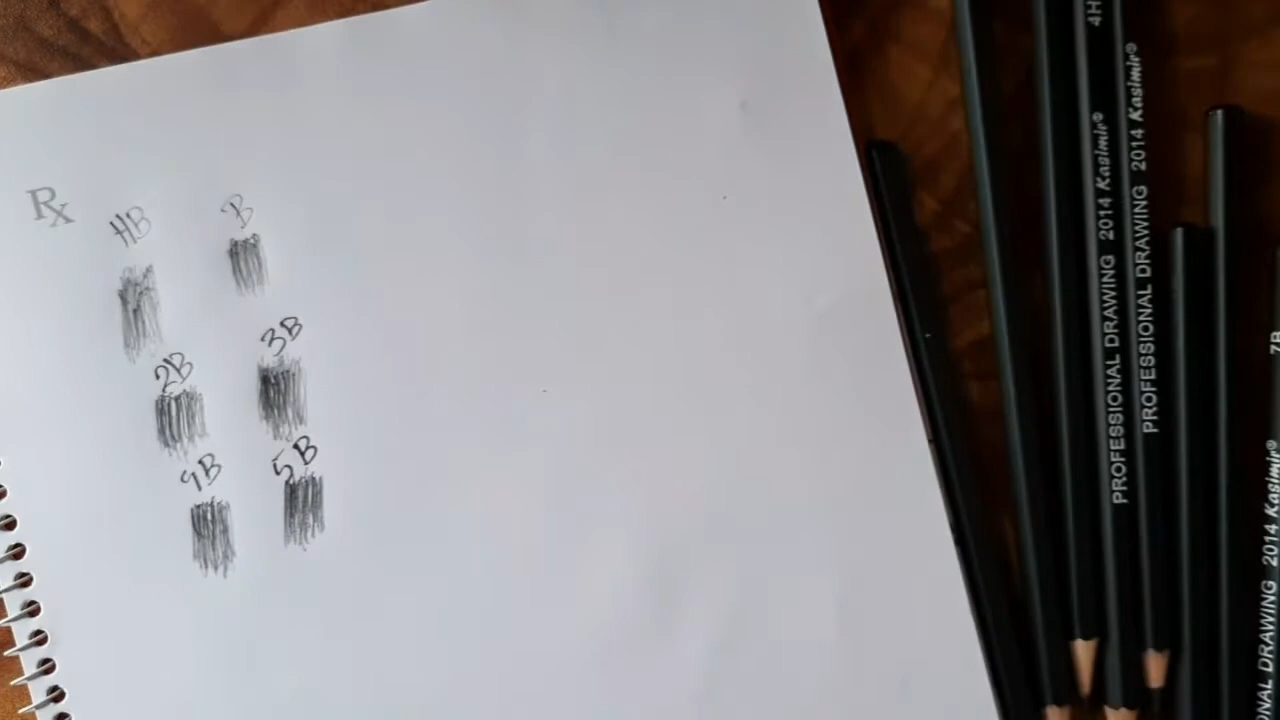 Rx
HB
B
2B
3B
4B
5B
4H
PROFESSIONAL DRAWING 2014 Kasimir®
PROFESSIONAL DRAWING 2014 Kasimir®
7B
NAL DRAWING 2014 Kasimir®